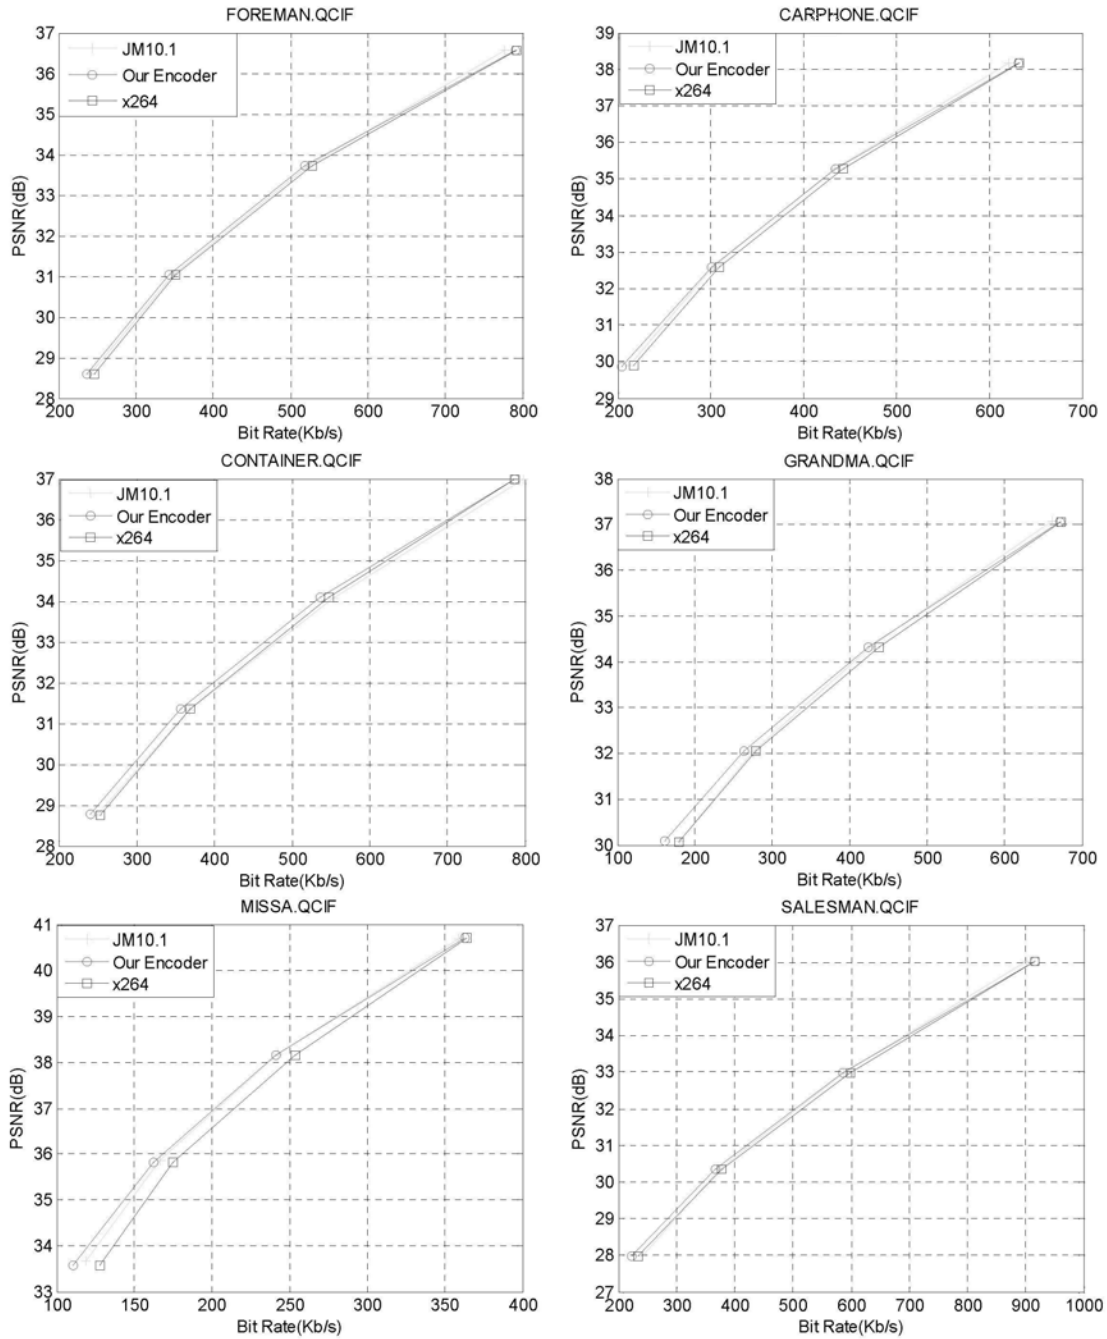 FOREMAN.QCIF
37
36
35
34
33
32
31
30
29
28
JM10.1
Our Encoder
x264
PSNR(dB)
200 300 400 500 600 700 800
Bit Rate(Kb/s)
CARPHONE.QCIF
39
38
37
36
35
34
33
32
31
30
29
JM10.1
Our Encoder
x264
PSNR(dB)
200 300 400 500 600 700
Bit Rate(Kb/s)
CONTAINER.QCIF
37
36
35
34
33
32
31
30
29
28
JM10.1
Our Encoder
x264
PSNR(dB)
200 300 400 500 600 700 800
Bit Rate(Kb/s)
GRANDMA.QCIF
38
37
36
35
34
33
32
31
30
JM10.1
Our Encoder
x264
PSNR(dB)
100 200 300 400 500 600 700
Bit Rate(Kb/s)
MISSA.QCIF
41
40
39
38
37
36
35
34
33
JM10.1
Our Encoder
x264
PSNR(dB)
100 150 200 250 300 350 400
Bit Rate(Kb/s)
SALESMAN.QCIF
37
36
35
34
33
32
31
30
29
28
27
JM10.1
Our Encoder
x264
PSNR(dB)
200 300 400 500 600 700 800 900 1000
Bit Rate(Kb/s)